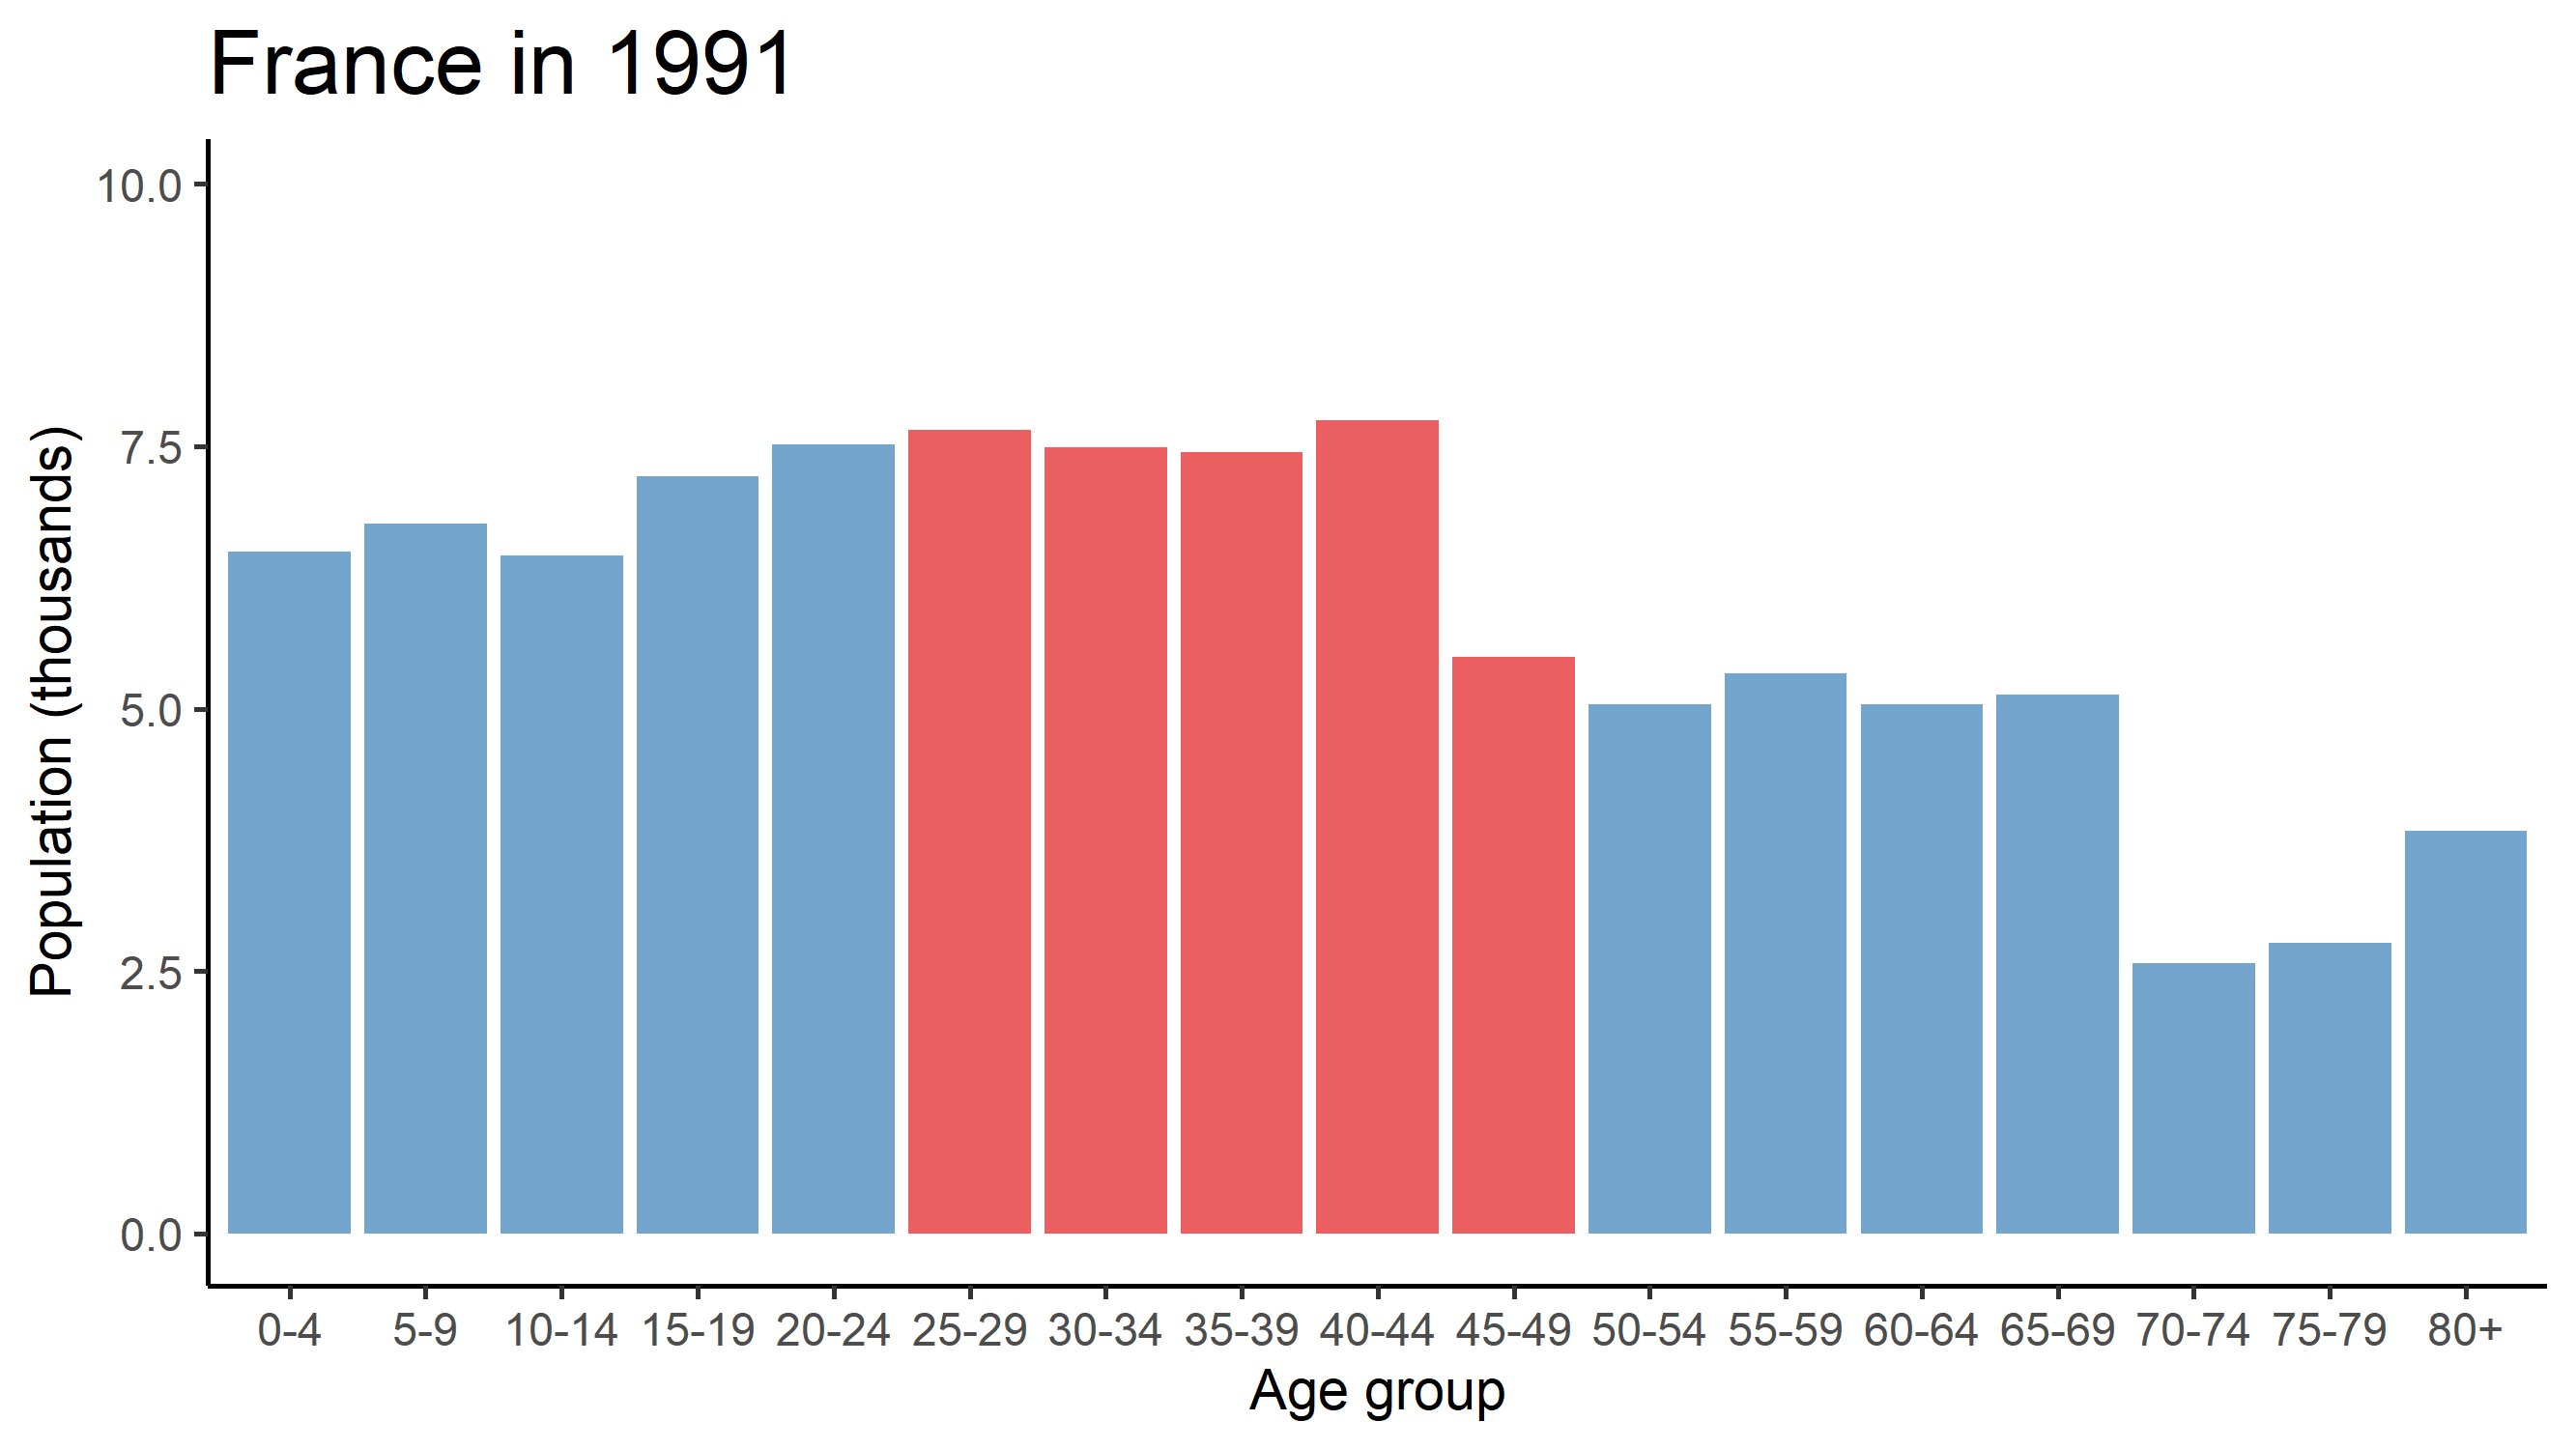 France in 1991
Population (thousands)
10.0
7.5
5.0
2.5
0.0
0-4 5-9 10-14 15-19 20-24 25-29 30-34 35-39 40-44 45-49 50-54 55-59 60-64 65-69 70-74 75-79 80+
Age group